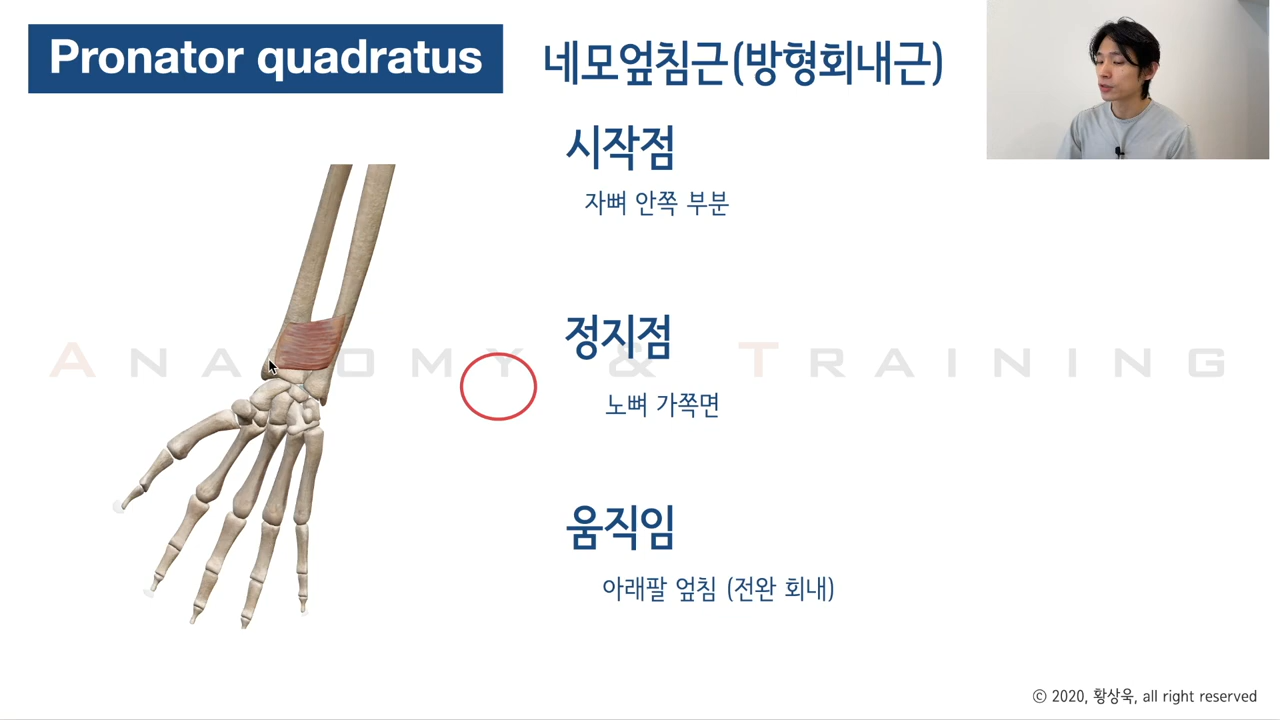 Pronator quadratus
네모엎침근(방형회내근)
시작점
자뼈 안쪽 부분
정지점
ANATOMY & TRAINING
노뼈 가쪽면
움직임
아래팔 엎침 (전완 회내)
© 2020, 황상욱, all right reserved